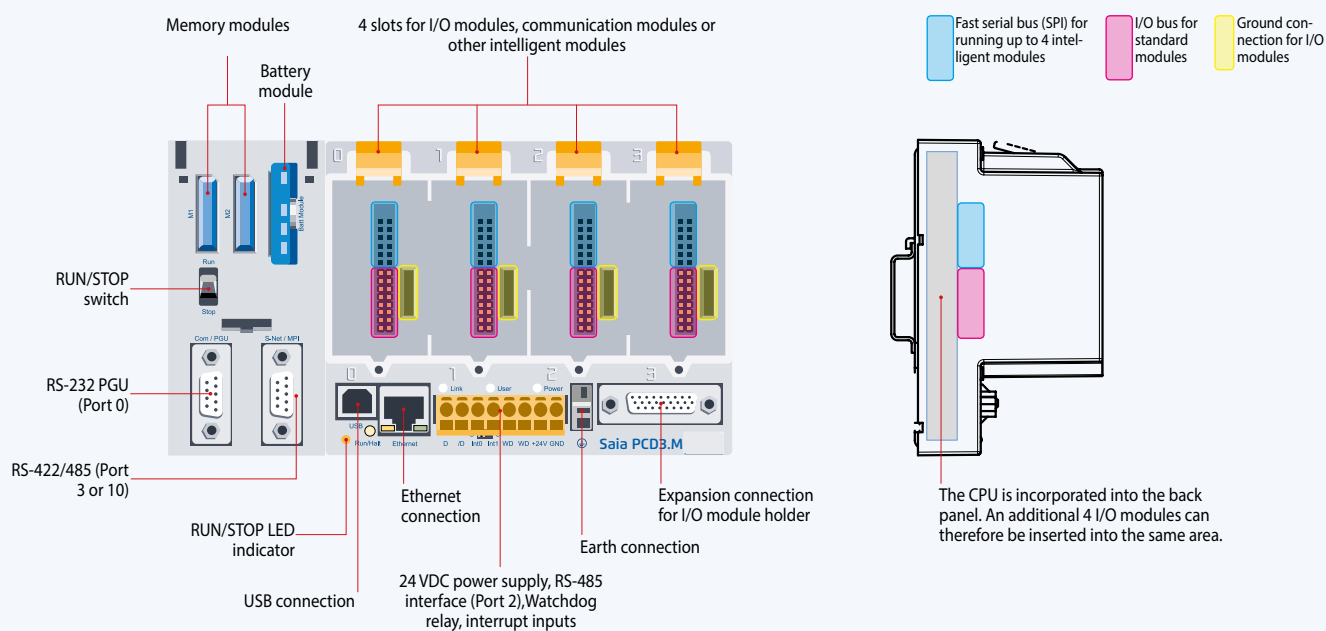 Memory modules
4 slots for I/O modules, communication modules or
other intelligent modules
Battery
module
Fast serial bus (SPI) for
running up to 4 intel-
ligent modules
I/O bus for
standard
modules
Ground con-
nection for I/O
modules
0
1
2
3
M1
M2
Batt Module
Run
Stop
RUN/STOP
switch
Com / PGU
S-Net / MPI
RS-232 PGU
(Port 0)
RS-422/485 (Port
3 or 10)
0
1
2
3
Link
User
Power
USB
Run/Halt
Ethernet
D /D Int0 Int1 WD WD +24V GND
Saia PCD3.M
RUN/STOP LED
indicator
USB connection
Ethernet
connection
24 VDC power supply, RS-485
interface (Port 2),Watchdog
relay, interrupt inputs
Earth connection
Expansion connection
for I/O module holder
The CPU is incorporated into the back
panel. An additional 4 I/O modules can
therefore be inserted into the same area.